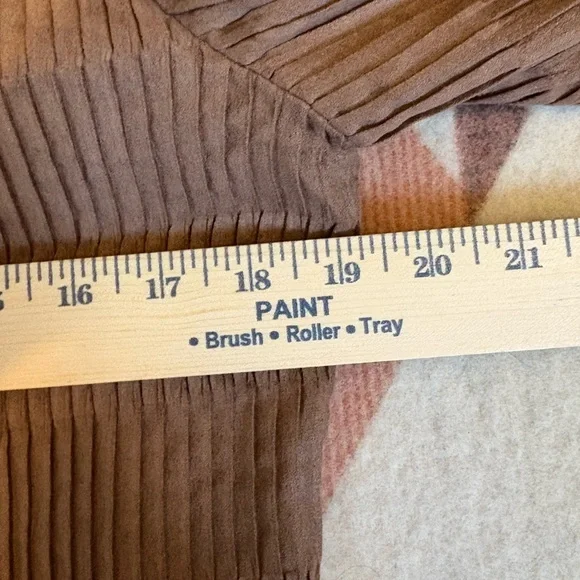 16 17 18 19 20 21
PAINT
• Brush • Roller • Tray